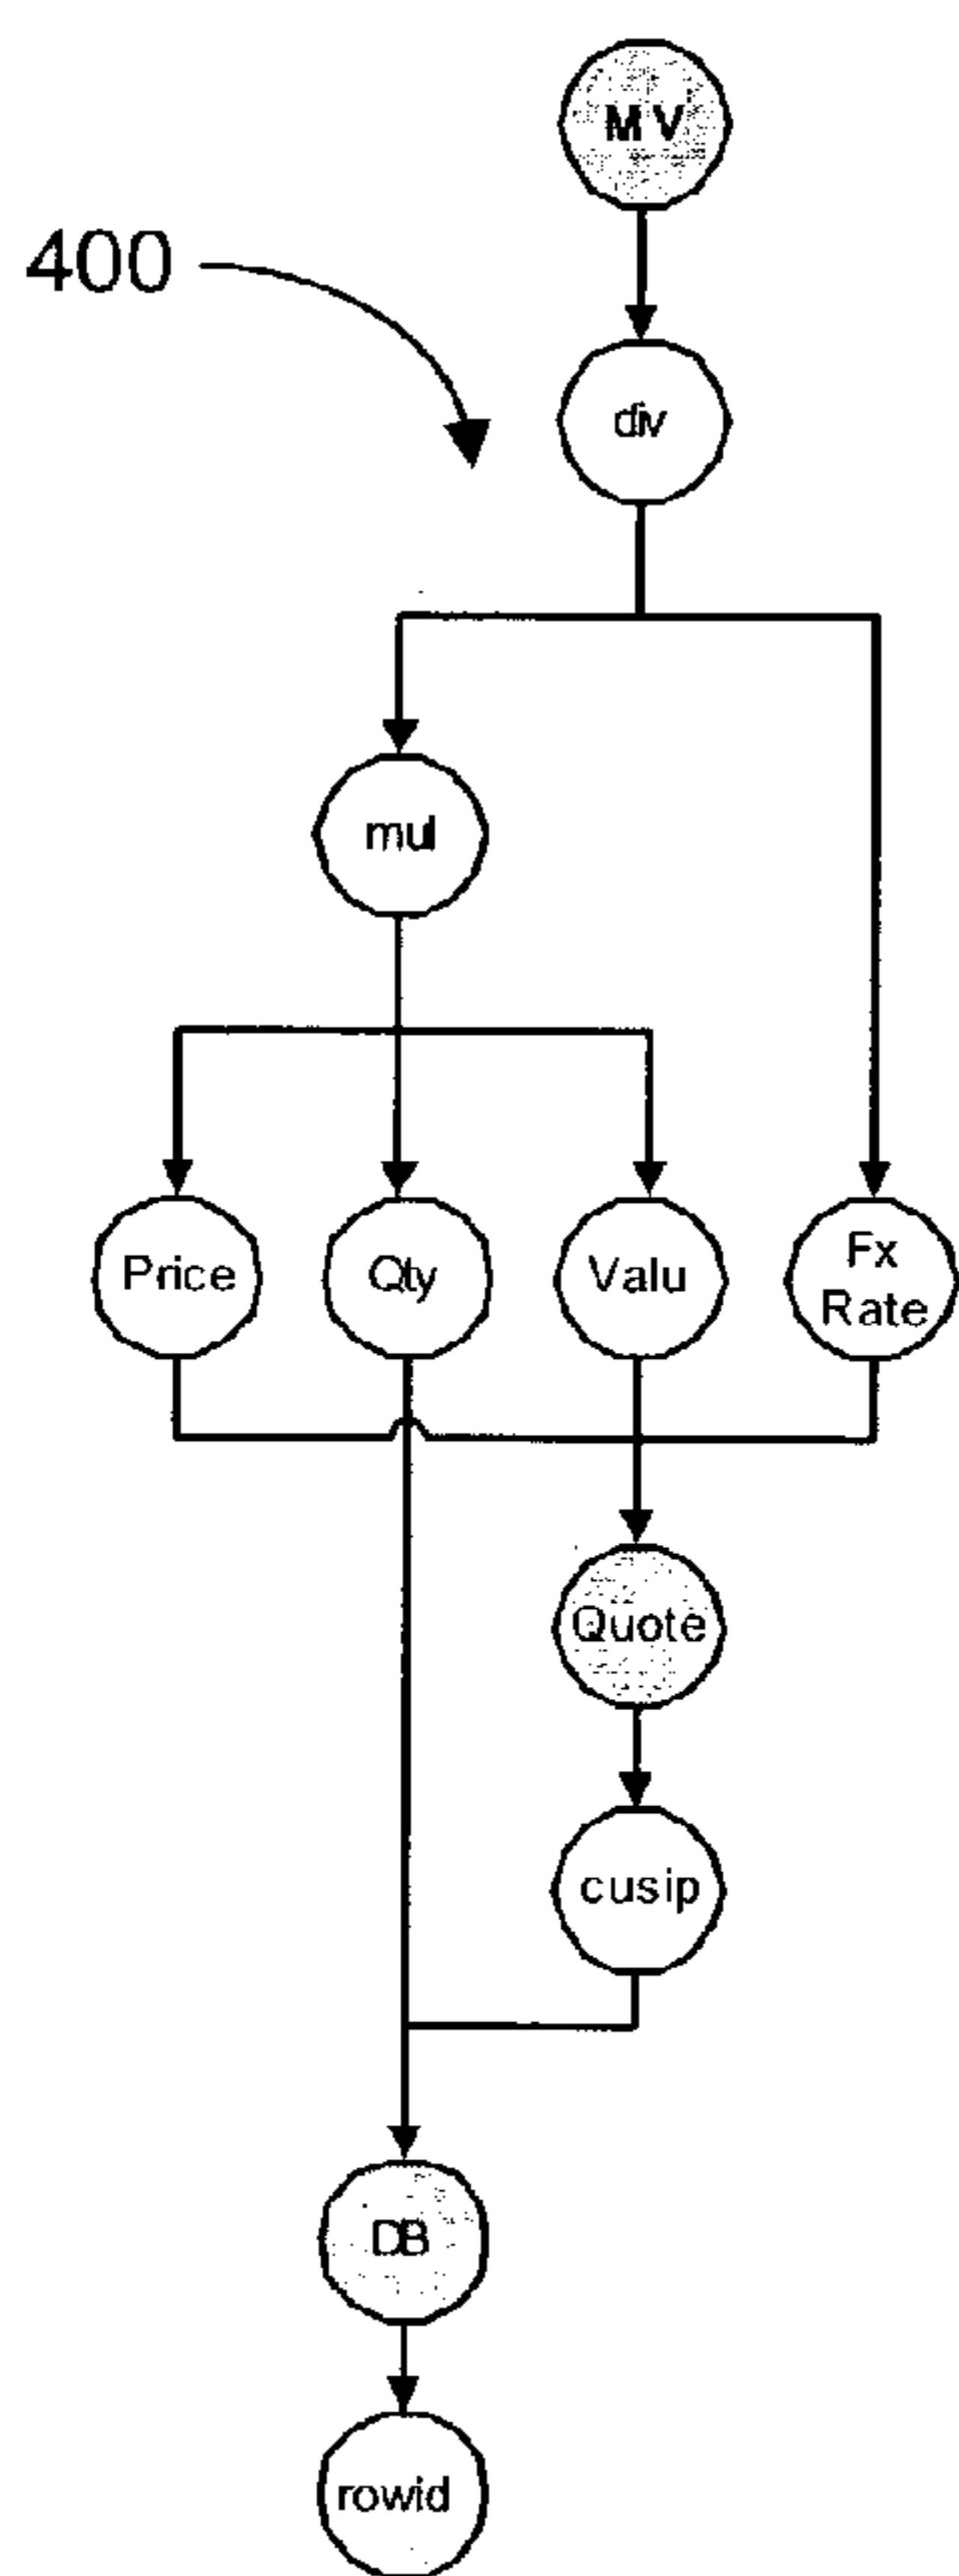 MV
400
div
mul
Price
Qty
Valu
Fx
Rate
Quote
cusip
DB
rowid